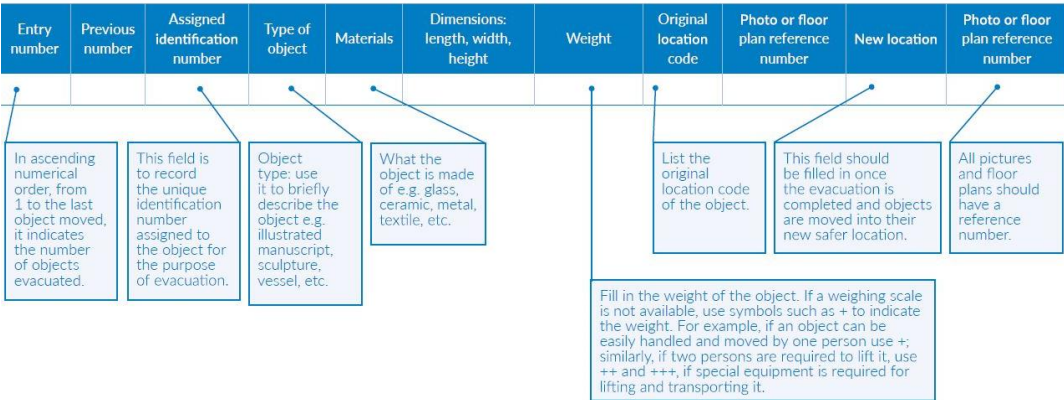 Entry
number
Previous
number
Assigned
identification
number
Type of
object
Materials
Dimensions:
length, width,
height
Weight
Original
location
code
Photo or floor
plan reference
number
New location
Photo or floor
plan reference
number
In ascending
numerical
order, from
1 to the last
object moved,
it indicates
the number
of objects
evacuated.
This field is
to record
the unique
identification
number
assigned to
the object for
the purpose
of evacuation.
Object
type: use
it to briefly
describe the
object e.g.
illustrated
manuscript,
sculpture,
vessel, etc.
What the
object is made
of e.g. glass,
ceramic, metal,
textile, etc.
List the
original
location code
of the object.
This field should
be filled in once
the evacuation is
completed and objects
are moved into their
new safer location.
All pictures
and floor
plans should
have a
reference
number.
Fill in the weight of the object. If a weighing scale
is not available, use symbols such as + to indicate
the weight. For example, if an object can be
easily handled and moved by one person use +;
similarly, if two persons are required to lift it, use
++ and +++, if special equipment is required for
lifting and transporting it.